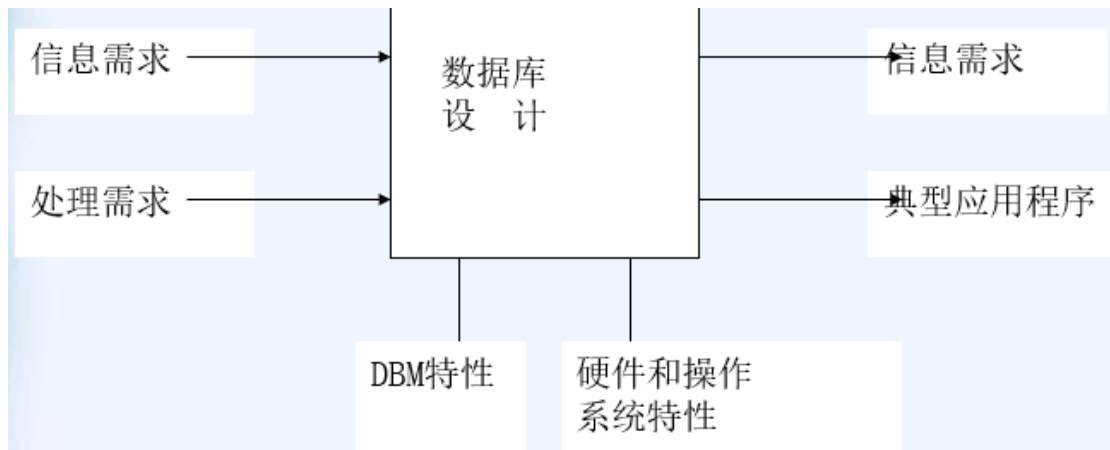 信息需求
数据库
设 计
信息需求
处理需求
典型应用程序
DBM特性
硬件和操作
系统特性